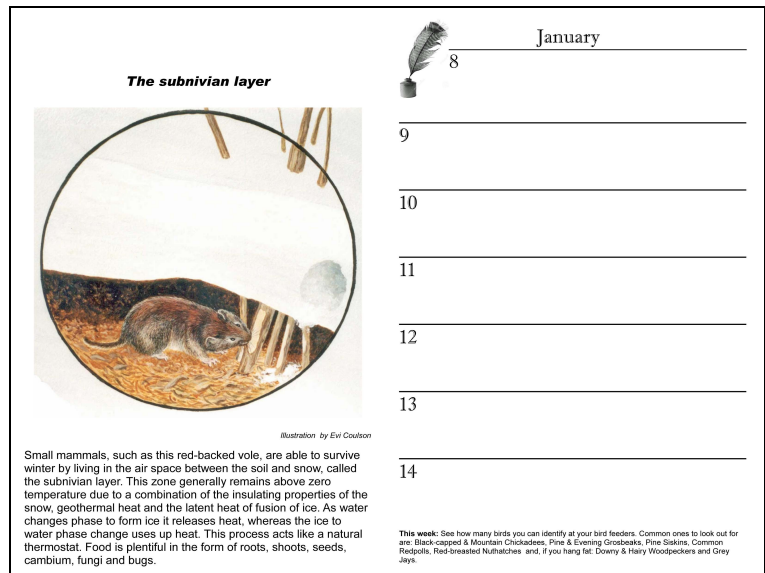 The subnivian layer
Illustration by Evi Coulson
Small mammals, such as this red-backed vole, are able to survive
winter by living in the air space between the soil and snow, called
the subnivian layer. This zone generally remains above zero
temperature due to a combination of the insulating properties of the
snow, geothermal heat and the latent heat of fusion of ice. As water
changes phase to form ice it releases heat, whereas the ice to
water phase change uses up heat. This process acts like a natural
thermostat. Food is plentiful in the form of roots, shoots, seeds,
cambium, fungi and bugs.
January
8
9
10
11
12
13
14
This week: See how many birds you can identify at your bird feeders. Common ones to look out for
are: Black-capped & Mountain Chickadees, Pine & Evening Grosbeaks, Pine Siskins, Common
Redpolls, Red-breasted Nuthatches and, if you hang fat: Downy & Hairy Woodpeckers and Grey
Jays.